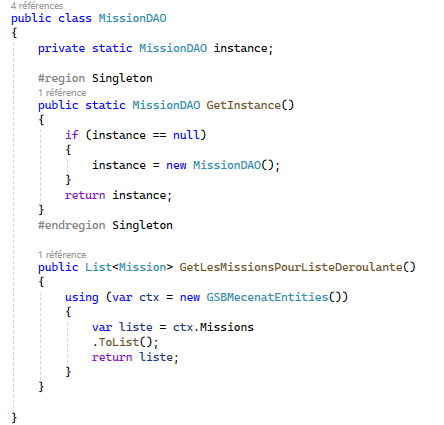 4 références
public class MissionDAO
{
    private static MissionDAO instance;
    #region Singleton
    1 référence
    public static MissionDAO GetInstance()
    {
        if (instance == null)
        {
            instance = new MissionDAO();
        }
        return instance;
    }
    #endregion Singleton
    1 référence
    public List<Mission> GetLesMissionsPourListeDeroulante()
    {
        using (var ctx = new GSBMecenatEntities())
        {
            var liste = ctx.Missions
            .ToList();
            return liste;
        }
    }
}